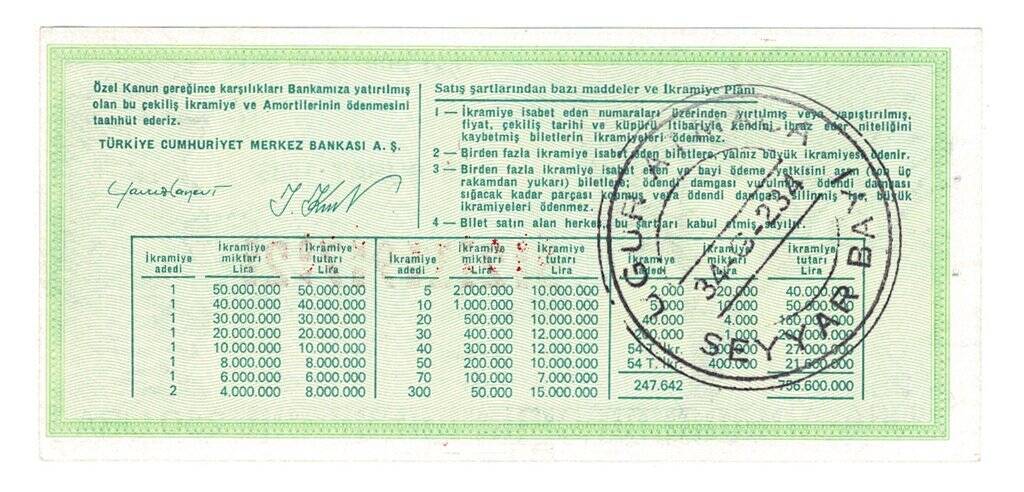 Özel Kanun gereğince karşılıkları Bankamıza yatırılmış
olan bu çekiliş İkramiye ve Amortilerinin ödenmesini
taahhüt ederiz.
TÜRKİYE CUMHURİYET MERKEZ BANKASI A. Ş.
Satış şartlarından bazı maddeler ve İkramiye Planı
1 — İkramiye isabet eden numaraları üzerinden yırtılmış veya yapıştırılmış,
fiyat, çekiliş tarihi ve küpürü itibariyle kendini ibraz eder niteliğini
kaybetmiş biletlerin ikramiyeleri ödenmez.
2 — Birden fazla ikramiye isabet eden biletlere, yalnız büyük ikramiyesi ödenir.
3 — Birden fazla ikramiye isabet eden ve bayi ödeme yetkisini aşan (on üç
rakamdan yukarı) biletlerin ödendi damgası vurulmuş, ödendi damgası
sığacak kadar parçası kopmuş veya ödendi damgası silinmiş ise, büyük
ikramiyeleri ödenmez.
4 — Bilet satın alan herkes, bu şartları kabul etmiş sayılır.
İkramiye adedi İkramiye miktarı Lira İkramiye tutarı Lira İkramiye adedi İkramiye miktarı Lira İkramiye tutarı Lira İkramiye adedi İkramiye miktarı Lira İkramiye tutarı Lira
1 50.000.000 50.000.000 5 2.000.000 10.000.000 2.000 20.000 40.000.000
1 40.000.000 40.000.000 10 1.000.000 10.000.000 5000 10.000 50.000.000
1 30.000.000 30.000.000 20 500.000 10.000.000 40.000 4.000 160.000.000
1 20.000.000 20.000.000 30 400.000 12.000.000 1.000
1 10.000.000 10.000.000 40 300.000 12.000.000 54 T. İkr. 500.000 27.000.000
1 8.000.000 8.000.000 50 200.000 10.000.000 54 T. İkr. 400.000 21.600.000
1 6.000.000 6.000.000 70 100.000 7.000.000 247.642 756.600.000
2 4.000.000 8.000.000 300 50.000 15.000.000
UĞUR
34-G-234
SEYYAR BAYİ